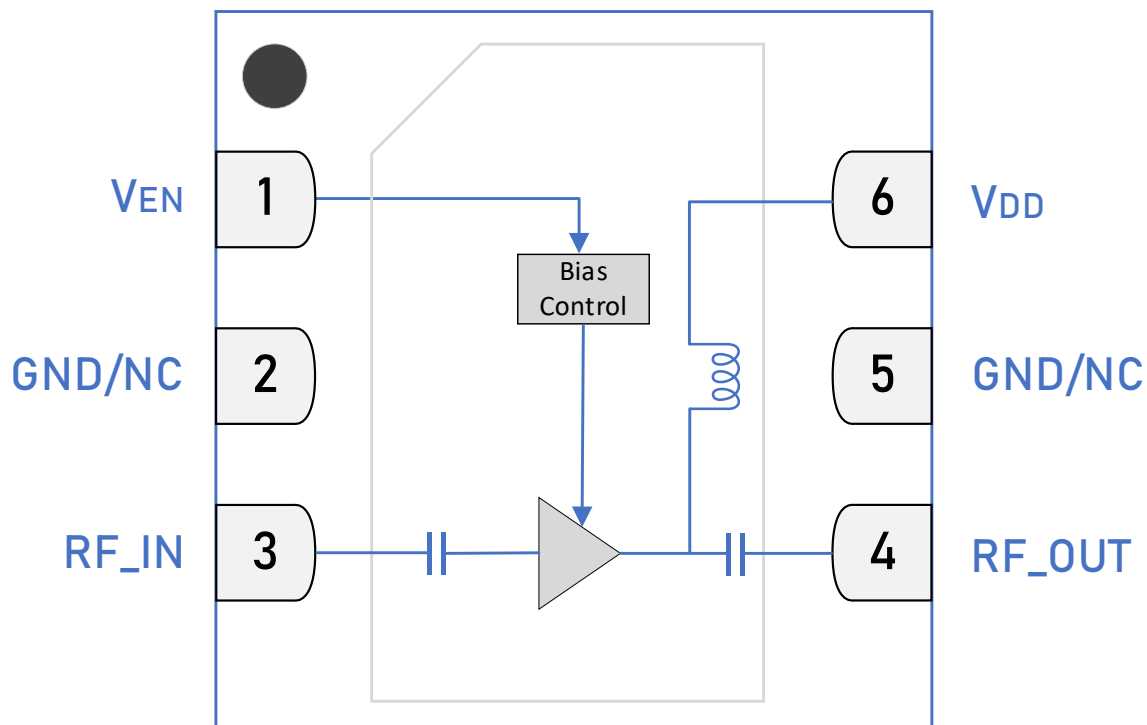 VEN 1 6 VDD
Bias
Control
GND/NC 2 5 GND/NC
RF_IN 3 4 RF_OUT